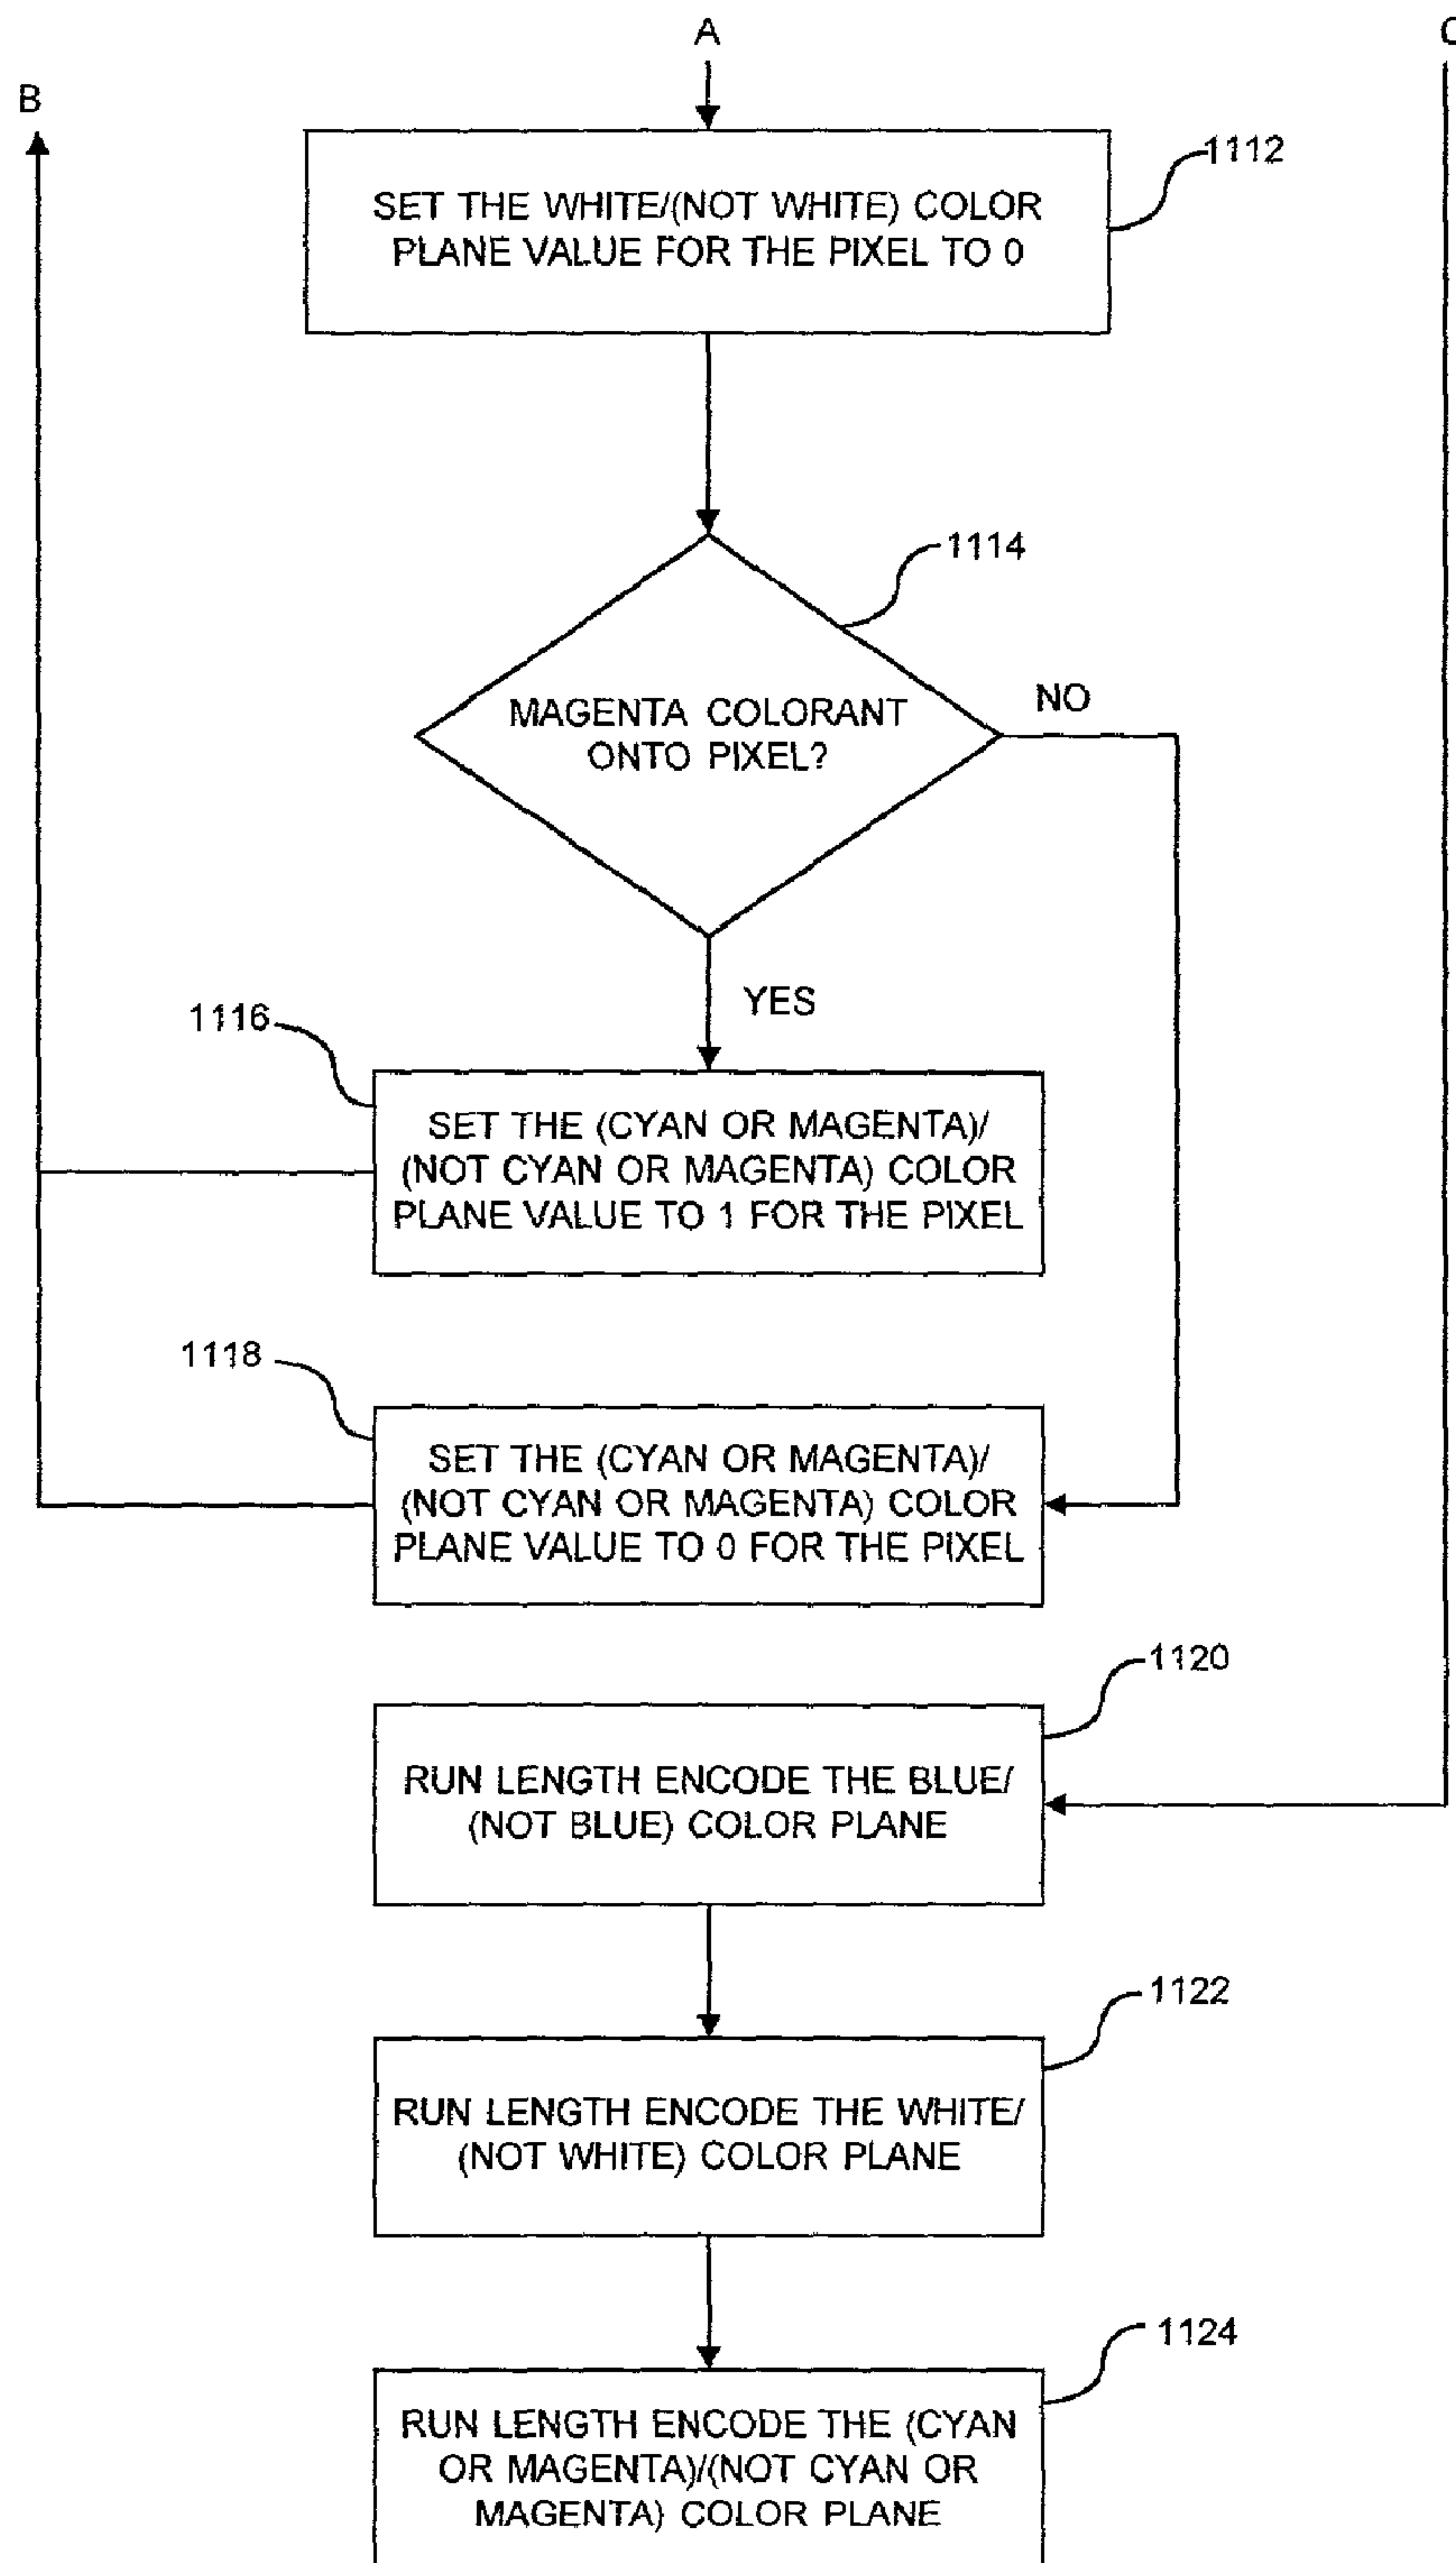 A
C
B
1112
SET THE WHITE/(NOT WHITE) COLOR
PLANE VALUE FOR THE PIXEL TO 0
1114
MAGENTA COLORANT
ONTO PIXEL?
NO
YES
1116
SET THE (CYAN OR MAGENTA)/
(NOT CYAN OR MAGENTA) COLOR
PLANE VALUE TO 1 FOR THE PIXEL
1118
SET THE (CYAN OR MAGENTA)/
(NOT CYAN OR MAGENTA) COLOR
PLANE VALUE TO 0 FOR THE PIXEL
1120
RUN LENGTH ENCODE THE BLUE/
(NOT BLUE) COLOR PLANE
1122
RUN LENGTH ENCODE THE WHITE/
(NOT WHITE) COLOR PLANE
1124
RUN LENGTH ENCODE THE (CYAN
OR MAGENTA)/(NOT CYAN OR
MAGENTA) COLOR PLANE